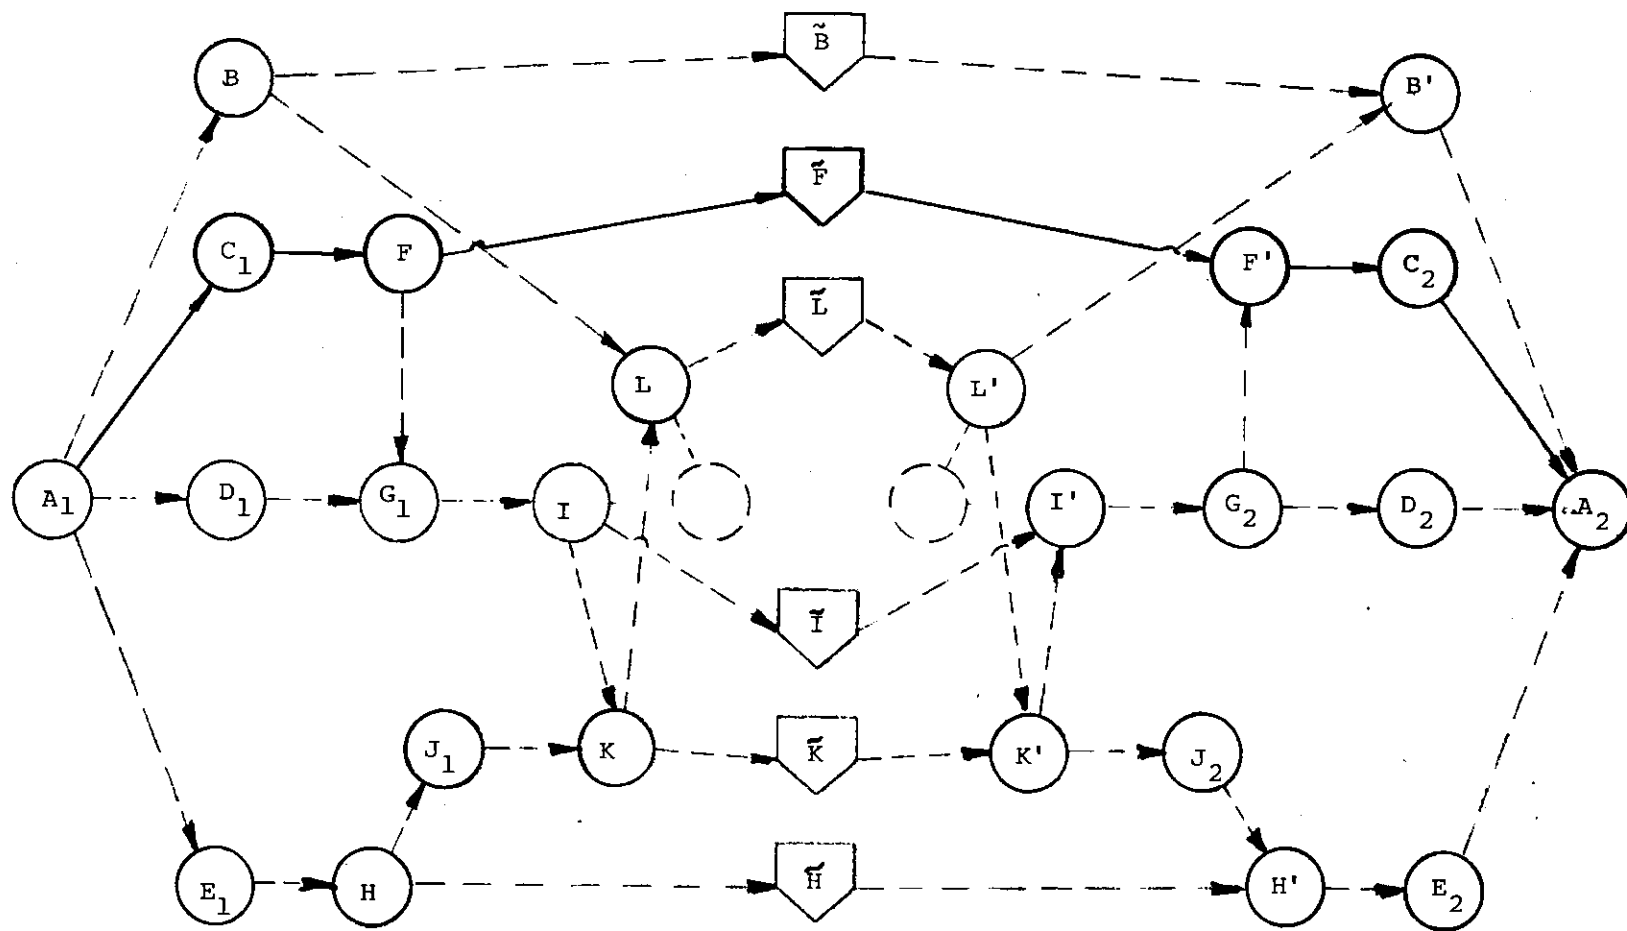 B̃
B
B'
F̃
C₁
F
F'
C₂
L̃
L
L'
A₁
D₁
G₁
I
I'
G₂
D₂
A₂
Ĩ
J₁
K
K̃
K'
J₂
E₁
H
H̃
H'
E₂